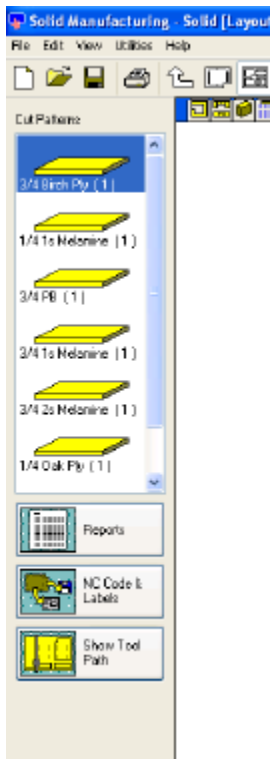 Solid Manufacturing - Solid [Layout
File Edit View Utilities Help
Cut Patterns
3/4 Birch Ply (1)
1/4 1s Melamine (1)
3/4 PB (1)
3/4 1s Melamine (1)
3/4 2s Melamine (1)
1/4 Oak Ply (1)
Reports
NC Code &
Labels
Show Tool
Path